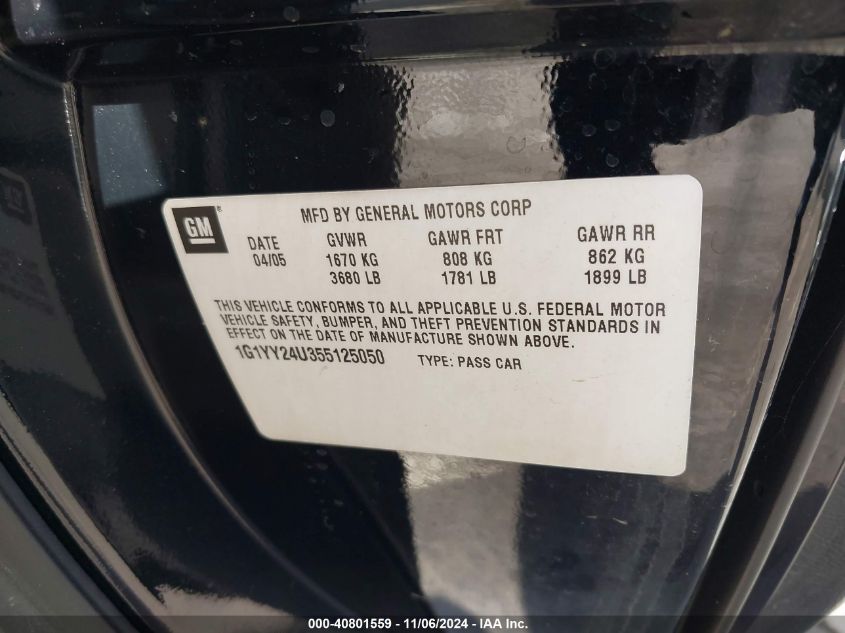 GM
®
MFD BY GENERAL MOTORS CORP
DATE GVWR GAWR FRT GAWR RR
04/05 1670 KG 808 KG 862 KG
3680 LB 1781 LB 1899 LB
THIS VEHICLE CONFORMS TO ALL APPLICABLE U.S. FEDERAL MOTOR
VEHICLE SAFETY, BUMPER, AND THEFT PREVENTION STANDARDS IN
EFFECT ON THE DATE OF MANUFACTURE SHOWN ABOVE.
1G1YY24U355125050 TYPE: PASS CAR
000-40801559 - 11/06/2024 - IAA Inc.